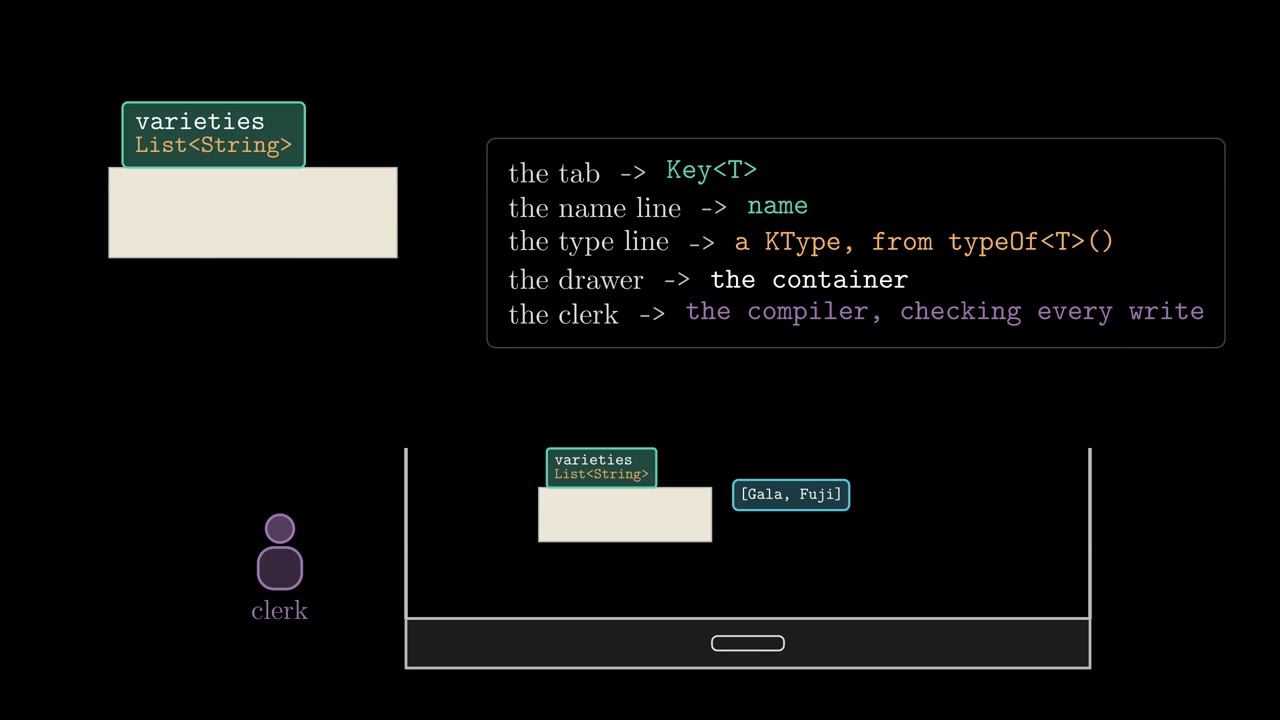 varieties
List<String>
the tab -> Key<T>
the name line -> name
the type line -> a KType, from typeOf<T>()
the drawer -> the container
the clerk -> the compiler, checking every write
varieties
List<String>
[Gala, Fuji]
clerk